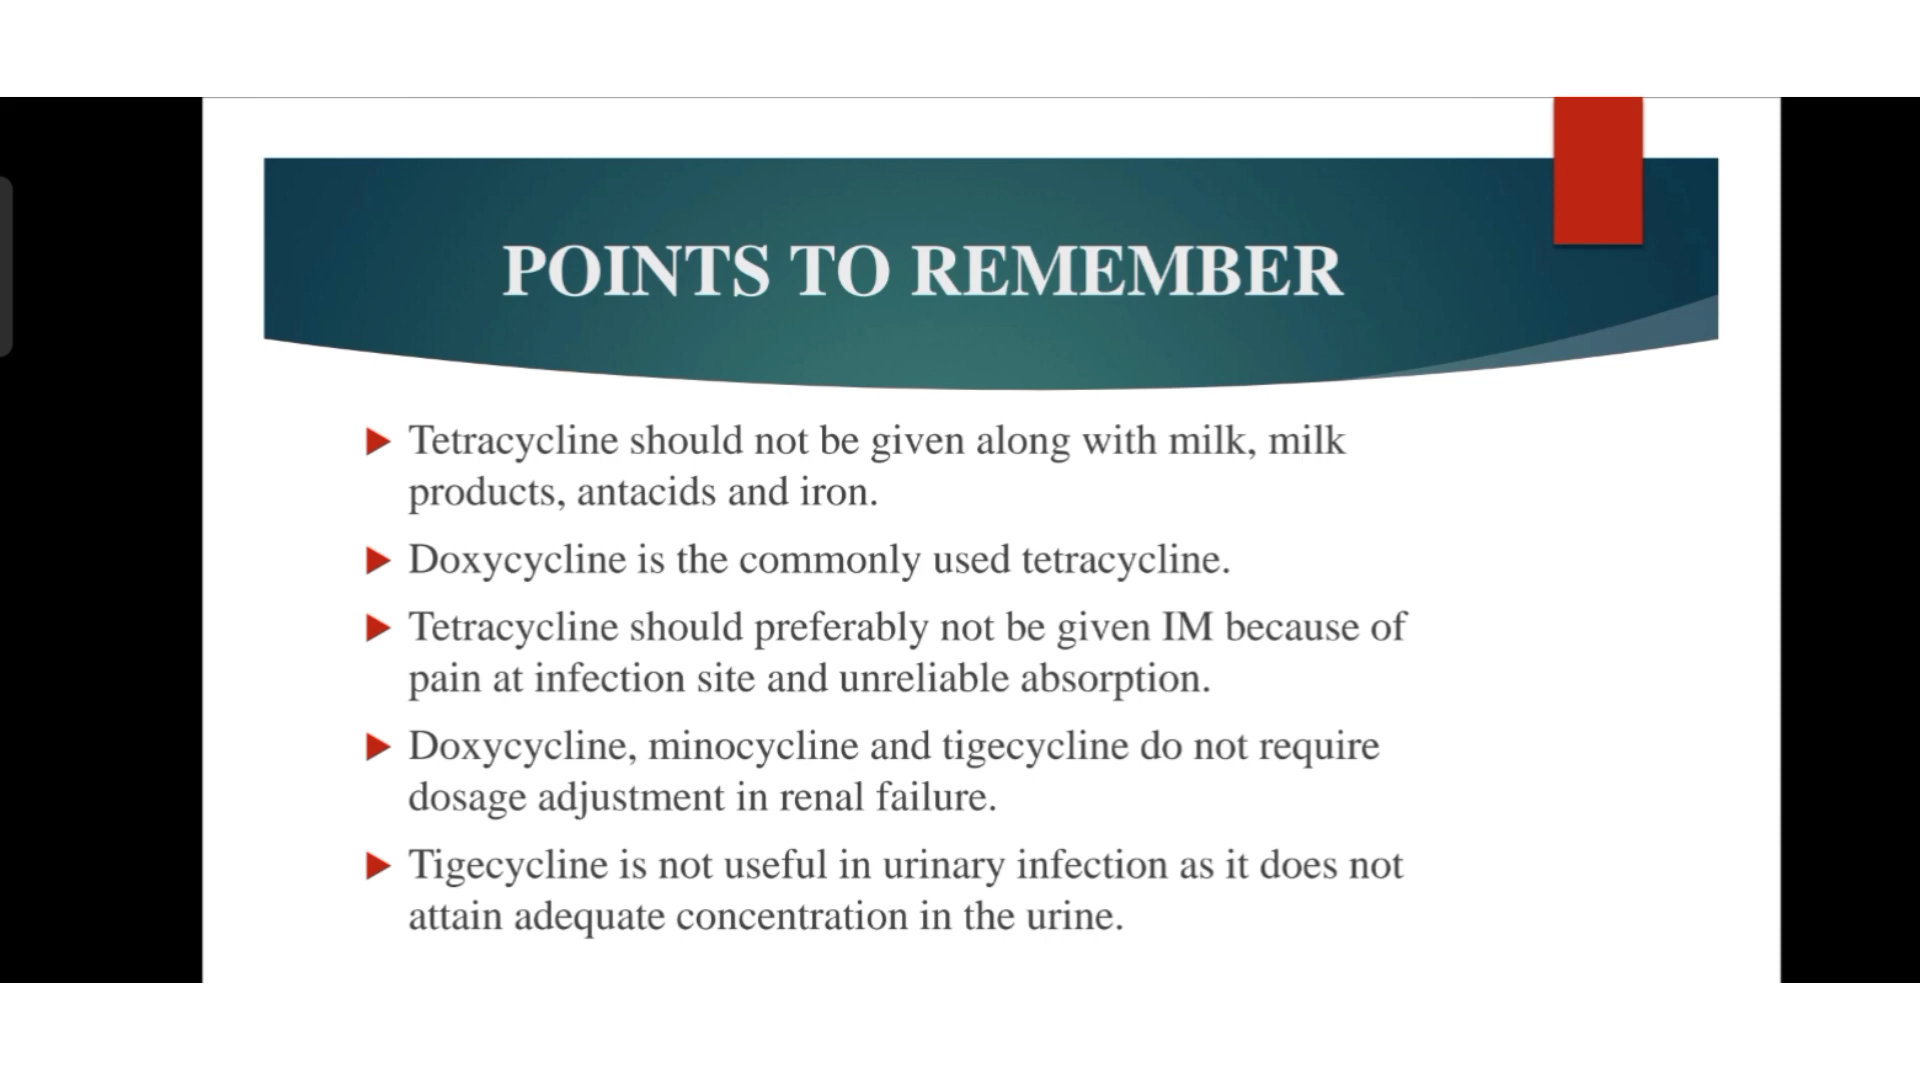 POINTS TO REMEMBER
Tetracycline should not be given along with milk, milk
products, antacids and iron.
Doxycycline is the commonly used tetracycline.
Tetracycline should preferably not be given IM because of
pain at infection site and unreliable absorption.
Doxycycline, minocycline and tigecycline do not require
dosage adjustment in renal failure.
Tigecycline is not useful in urinary infection as it does not
attain adequate concentration in the urine.